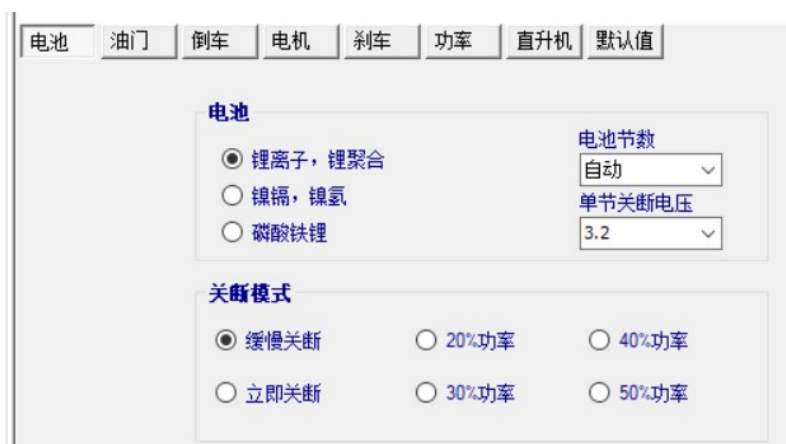 电池 油门 倒车 电机 刹车 功率 直升机 默认值
电池
锂离子，锂聚合
镍镉，镍氢
磷酸铁锂
电池节数
自动
单节关断电压
3.2
关断模式
缓慢关断 20%功率 40%功率
立即关断 30%功率 50%功率